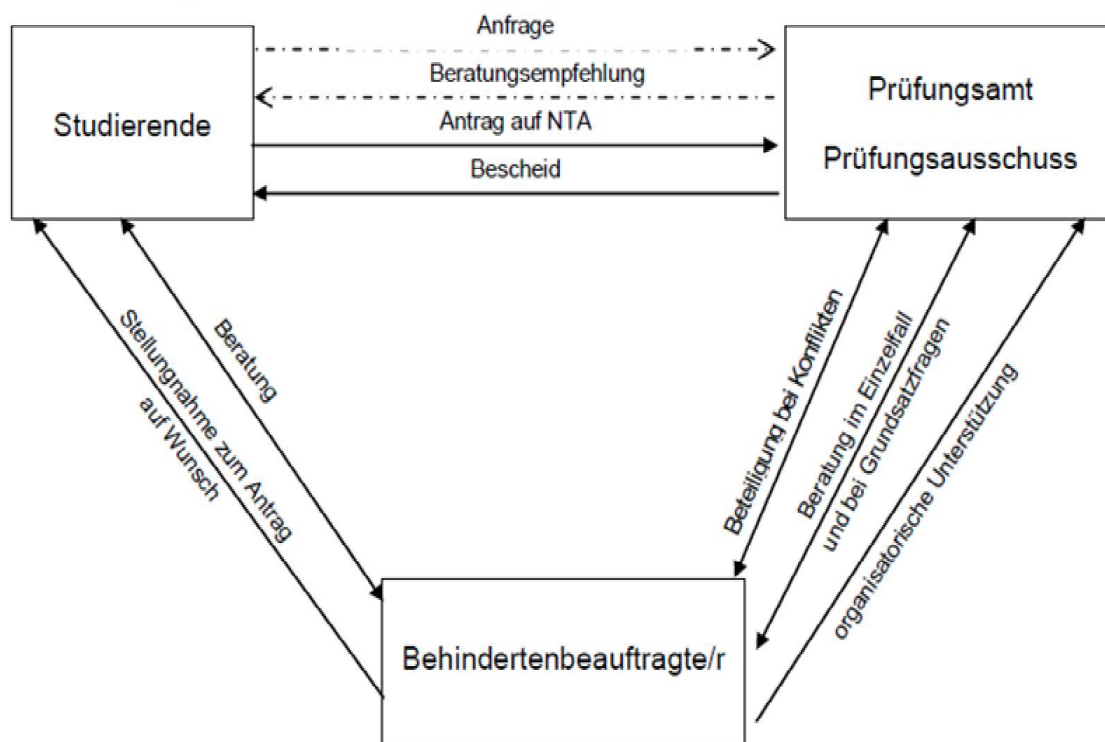 Anfrage
Beratungsempfehlung
Antrag auf NTA
Bescheid
Studierende
Prüfungsamt
Prüfungsausschuss
Stellungnahme zum Antrag
auf Wunsch
Beratung
Beteiligung bei Konflikten
Beratung im Einzelfall
und bei Grundsatzfragen
organisatorische Unterstützung
Behindertenbeauftragte/r